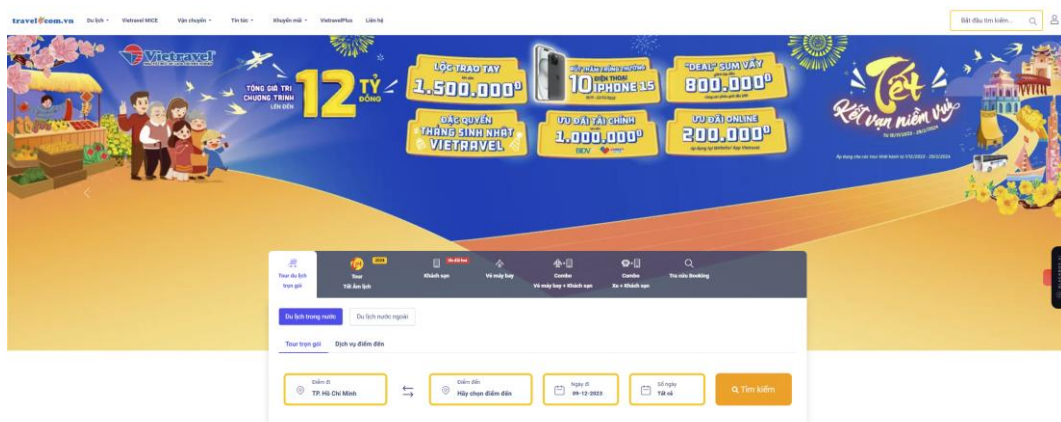 travel.com.vn Du lịch Vietravel MICE Vận chuyển Tin tức Khuyến mãi VietravelPlus Liên hệ Bắt đầu tìm kiếm...
Vietravel
TỔNG GIÁ TRỊ
CHƯƠNG TRÌNH
LÊN ĐẾN
12 TỶ
ĐỒNG
LỘC TRAO TAY
1.500.000đ
RÚT THĂM TRÚNG THƯỞNG
10 ĐIỆN THOẠI
IPHONE 15
"DEAL" SUM VẦY
800.000đ
ĐẶC QUYỀN
THÁNG SINH NHẬT
VIETRAVEL
ƯU ĐÃI TÀI CHÍNH
1.000.000đ
BIDV
ƯU ĐÃI ONLINE
200.000đ
Tết
Kết vạn niềm vui
Tour du lịch
trọn gói
2024
Tour
Tết Âm lịch
Khách sạn
Vé máy bay
Combo
Vé máy bay + Khách sạn
Combo
Xe + Khách sạn
Tra cứu Booking
Du lịch trong nước Du lịch nước ngoài
Tour trọn gói Dịch vụ điểm đến
Điểm đi
TP. Hồ Chí Minh
Điểm đến
Hãy chọn điểm đến
Ngày đi
09-12-2023
Số ngày
Tất cả
Tìm kiếm